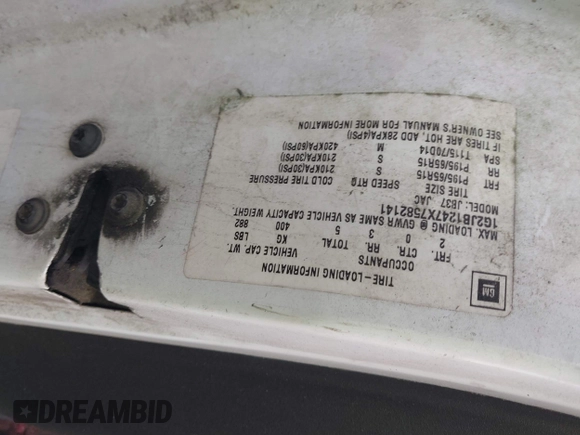 GM
TIRE-LOADING INFORMATION
OCCUPANTS VEHICLE CAP. WT.
FRT. CTR. RR. TOTAL KG LBS
2 0 3 5 400 882
MAX. LOADING @ GVWR SAME AS VEHICLE CAPACITY WEIGHT.
1G2JB1247X7582141
MODEL: JB37 JAC
TIRE SIZE SPEED RTG COLD TIRE PRESSURE
FRT P195/65R15 S 210KPA(30PSI)
RR P195/65R15 S 210KPA(30PSI)
SPA T115/70D14 M 420KPA(60PSI)
IF TIRES ARE HOT, ADD 28KPA(4PSI)
SEE OWNER'S MANUAL FOR MORE INFORMATION
DREAMBID